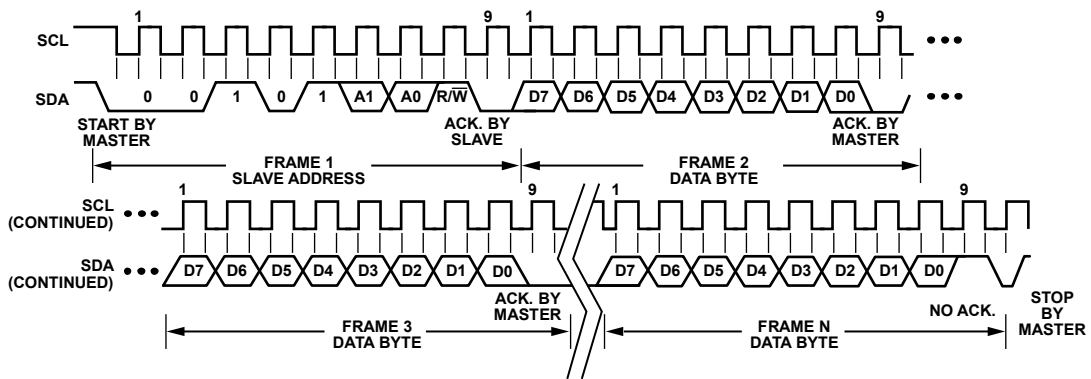 1 9 1 9
SCL
SDA 0 0 1 0 1 A1 A0 R/W̅ D7 D6 D5 D4 D3 D2 D1 D0
START BY MASTER
ACK. BY SLAVE
ACK. BY MASTER
FRAME 1
SLAVE ADDRESS
FRAME 2
DATA BYTE
1 9 1 9
SCL
(CONTINUED)
SDA
(CONTINUED)
D7 D6 D5 D4 D3 D2 D1 D0 D7 D6 D5 D4 D3 D2 D1 D0
ACK. BY
MASTER
NO ACK.
STOP
BY
MASTER
FRAME 3
DATA BYTE
FRAME N
DATA BYTE